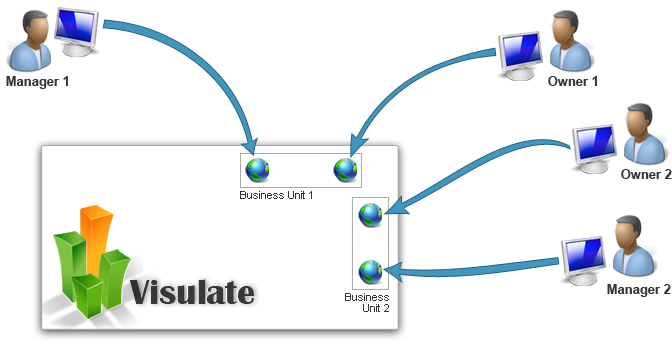 Manager 1
Owner 1
Owner 2
Business Unit 1
Manager 2
Visulate
Business
Unit 2